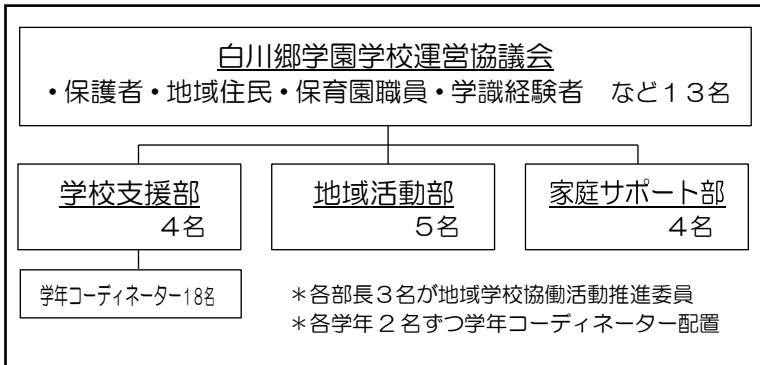 白川郷学園学校運営協議会
・保護者・地域住民・保育園職員・学識経験者　など１３名
学校支援部
４名
地域活動部
５名
家庭サポート部
４名
学年コーディネーター18名
＊各部長３名が地域学校協働活動推進委員
＊各学年２名ずつ学年コーディネーター配置